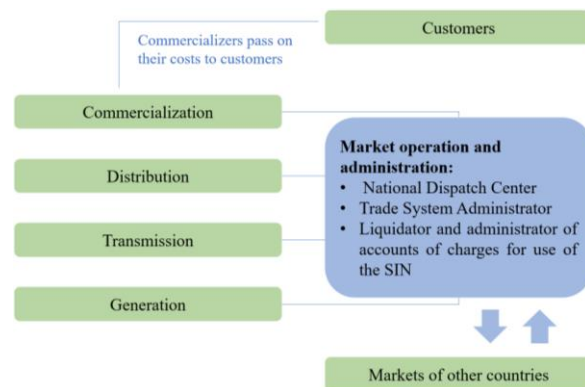 Customers
Commercializers pass on
their costs to customers
Commercialization
Distribution
Transmission
Generation
Market operation and
administration:
• National Dispatch Center
• Trade System Administrator
• Liquidator and administrator of
accounts of charges for use of
the SIN
Markets of other countries